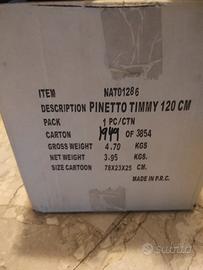 ITEM NAT01286
DESCRIPTION PINETTO TIMMY 120 CM
PACK 1 PC/CTN
CARTON 1949 OF 3854
GROSS WEIGHT 4.70 KGS
NET WEIGHT 3.95 KGS.
SIZE CARTOON 78X23X25 CM.
MADE IN P.R.C.
subito